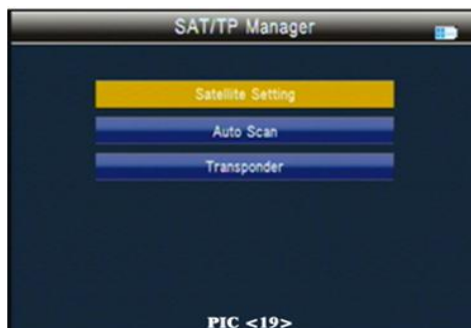 SAT/TP Manager
Satellite Setting
Auto Scan
Transponder
PIC <19>